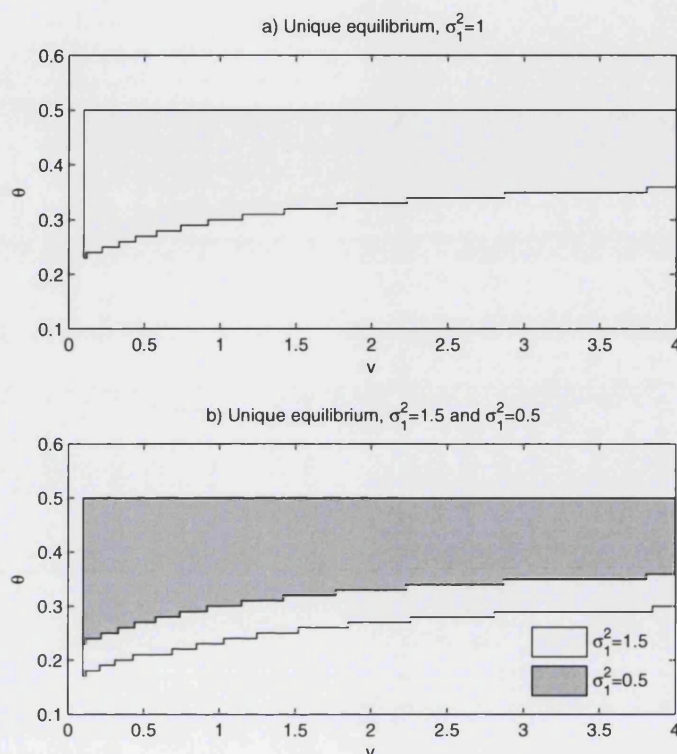 a) Unique equilibrium, σ₁²=1
0.6
0.5
0.4
θ
0.3
0.2
0.1
0 0.5 1 1.5 2 2.5 3 3.5 4
v
b) Unique equilibrium, σ₁²=1.5 and σ₁²=0.5
0.6
0.5
0.4
θ
0.3
0.2
0.1
σ₁²=1.5
σ₁²=0.5
0 0.5 1 1.5 2 2.5 3 3.5 4
v